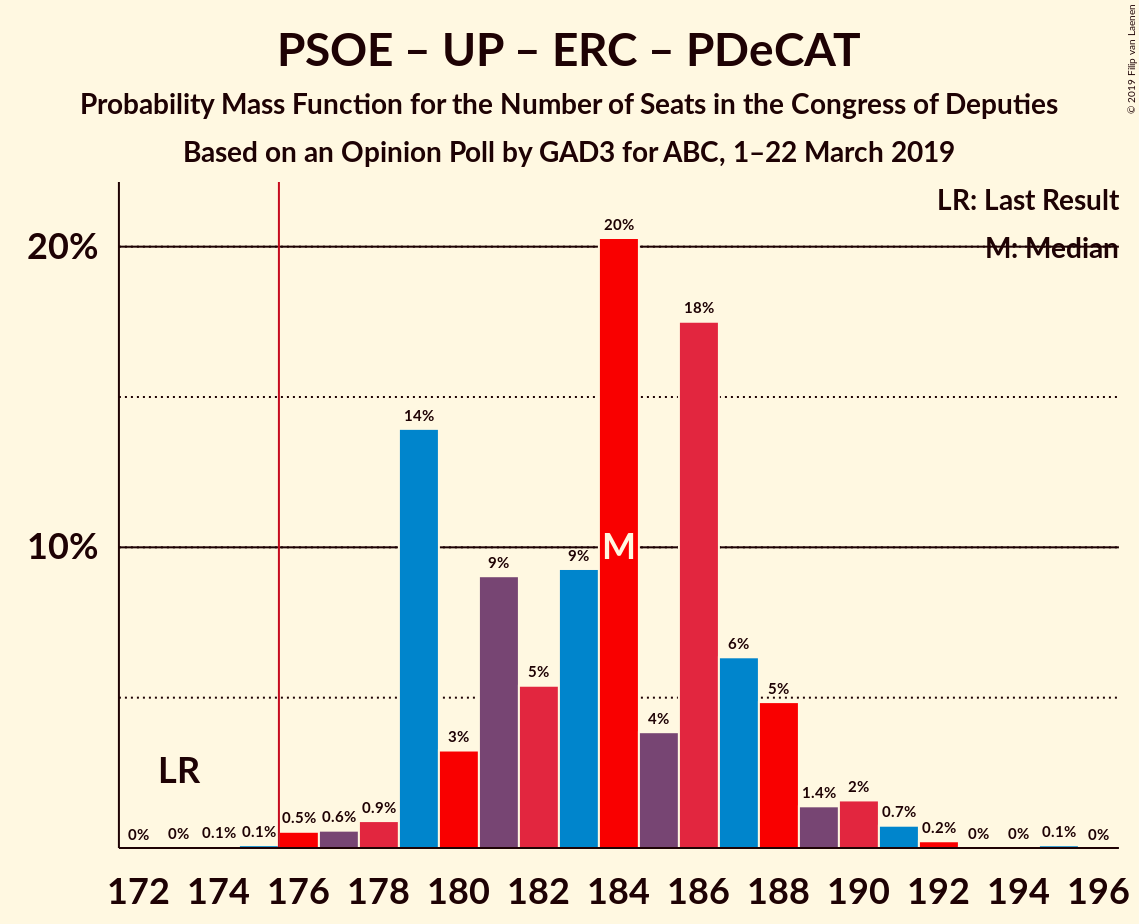 PSOE – UP – ERC – PDeCAT
Probability Mass Function for the Number of Seats in the Congress of Deputies
Based on an Opinion Poll by GAD3 for ABC, 1–22 March 2019
© 2019 Filip van Laenen
LR: Last Result
M: Median
20%
10%
LR
M
0% 0% 0.1% 0.1% 0.5% 0.6% 0.9% 14% 3% 9% 5% 9% 20% 4% 18% 6% 5% 1.4% 2% 0.7% 0.2% 0% 0% 0.1% 0%
172 174 176 178 180 182 184 186 188 190 192 194 196